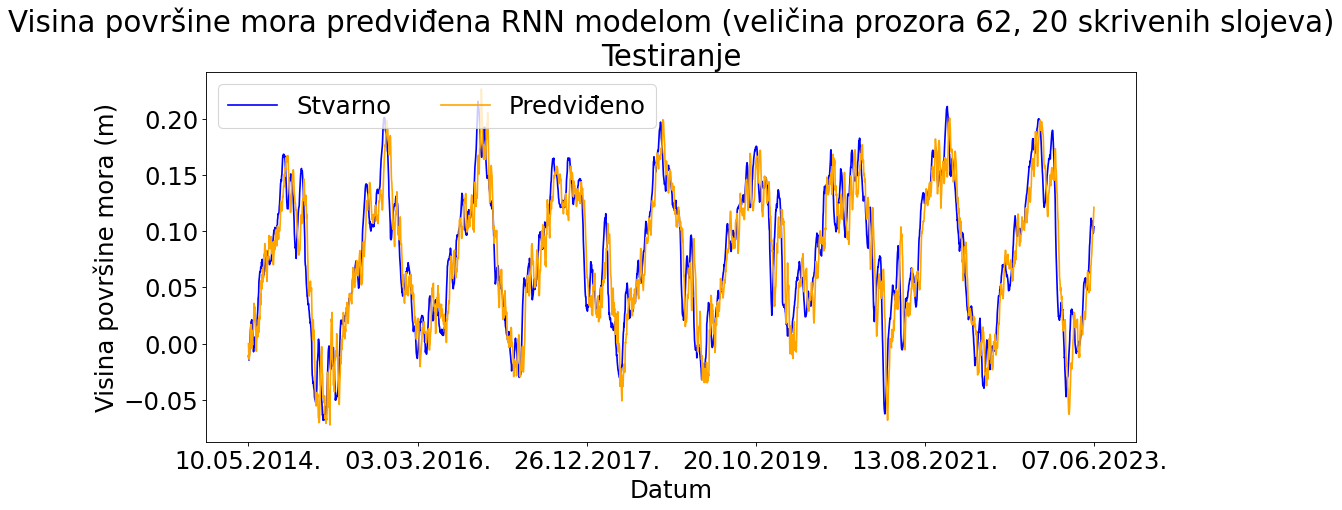 Visina površine mora predviđena RNN modelom (veličina prozora 62, 20 skrivenih slojeva)
Testiranje
Stvarno
Predviđeno
Visina površine mora (m)
0.20
0.15
0.10
0.05
0.00
−0.05
10.05.2014. 03.03.2016. 26.12.2017. 20.10.2019. 13.08.2021. 07.06.2023.
Datum